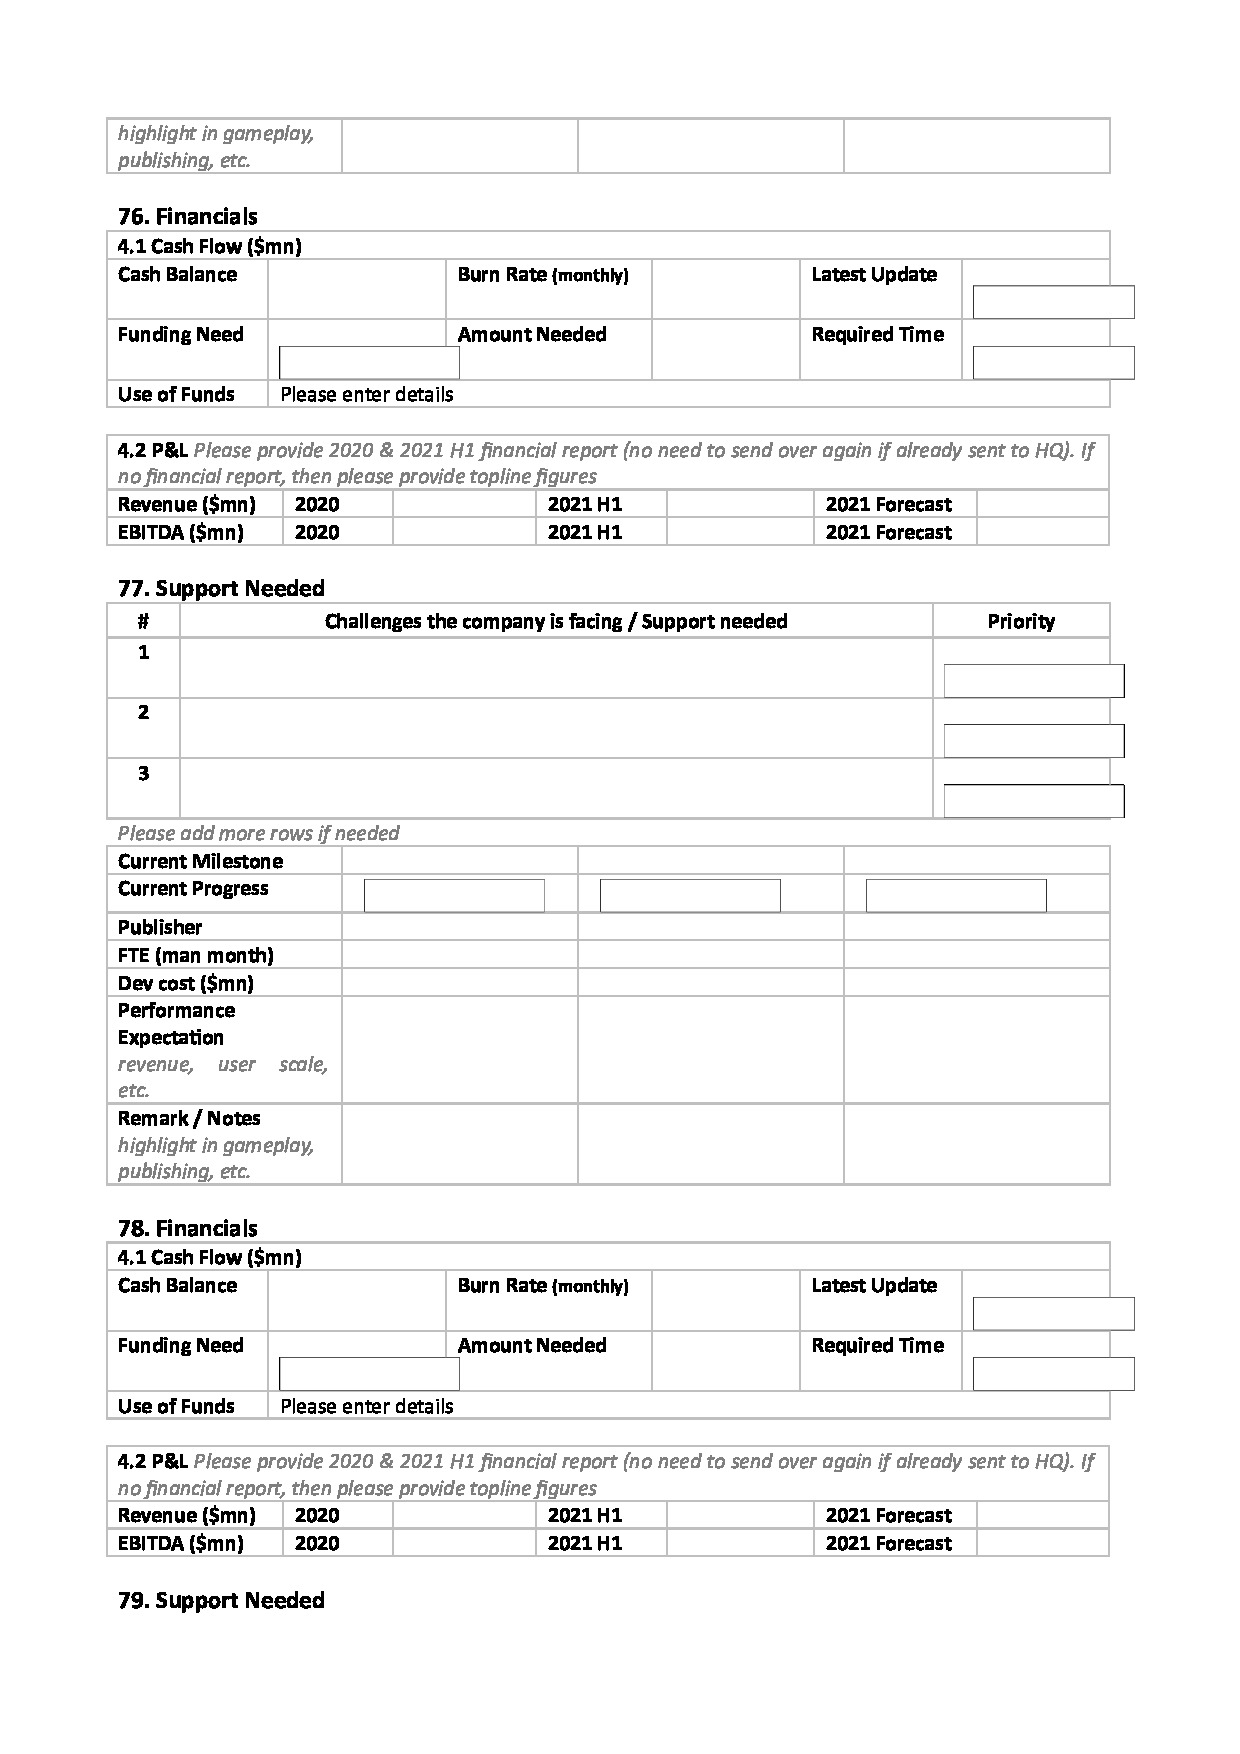 highlight in gameplay,
publishing, etc.
76. Financials
4.1 Cash Flow ($mn)
Cash Balance Burn Rate (monthly) Latest Update
Funding Need Amount Needed Required Time
Use of Funds Please enter details
4.2 P&L Please provide 2020 & 2021 H1 financial report (no need to send over again if already sent to HQ). If
no financial report, then please provide topline figures
Revenue ($mn) 2020 2021 H1 2021 Forecast
EBITDA ($mn) 2020 2021 H1 2021 Forecast
77. Support Needed
# Challenges the company is facing / Support needed Priority
1
2
3
Please add more rows if needed
Current Milestone
Current Progress
Publisher
FTE (man month)
Dev cost ($mn)
Performance
Expectation
revenue, user scale,
etc.
Remark / Notes
highlight in gameplay,
publishing, etc.
78. Financials
4.1 Cash Flow ($mn)
Cash Balance Burn Rate (monthly) Latest Update
Funding Need Amount Needed Required Time
Use of Funds Please enter details
4.2 P&L Please provide 2020 & 2021 H1 financial report (no need to send over again if already sent to HQ). If
no financial report, then please provide topline figures
Revenue ($mn) 2020 2021 H1 2021 Forecast
EBITDA ($mn) 2020 2021 H1 2021 Forecast
79. Support Needed